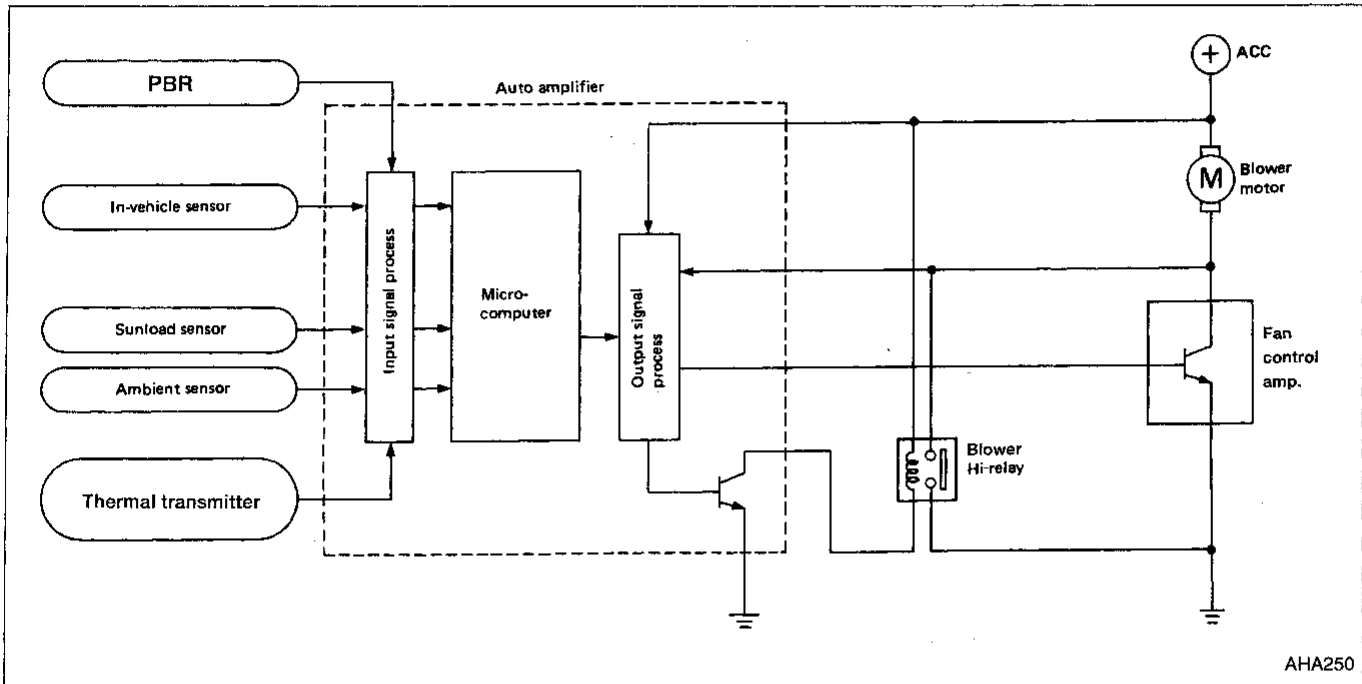 PBR
In-vehicle sensor
Sunload sensor
Ambient sensor
Thermal transmitter
Auto amplifier
Input signal process
Micro-
computer
Output signal
process
+
ACC
M
Blower
motor
Fan
control
amp.
Blower
Hi-relay
AHA250